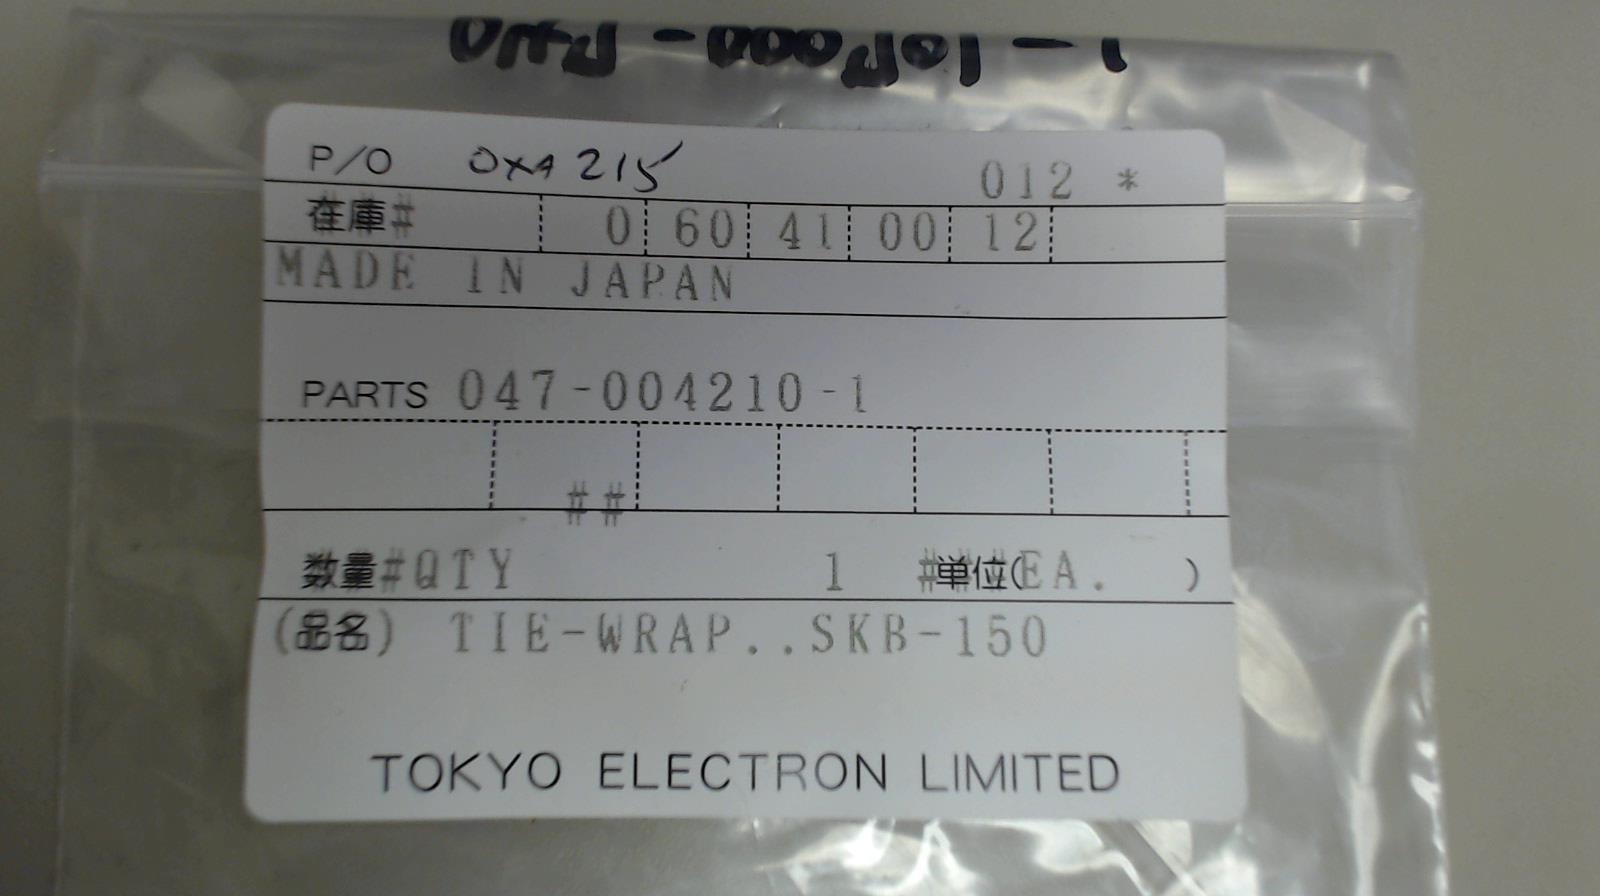 P/O OXA215 012 *
在庫# 0 60 41 00 12
MADE IN JAPAN
PARTS 047-004210-1
##
数量#QTY 1 ###単位(EA. )
(品名) TIE-WRAP..SKB-150
TOKYO ELECTRON LIMITED